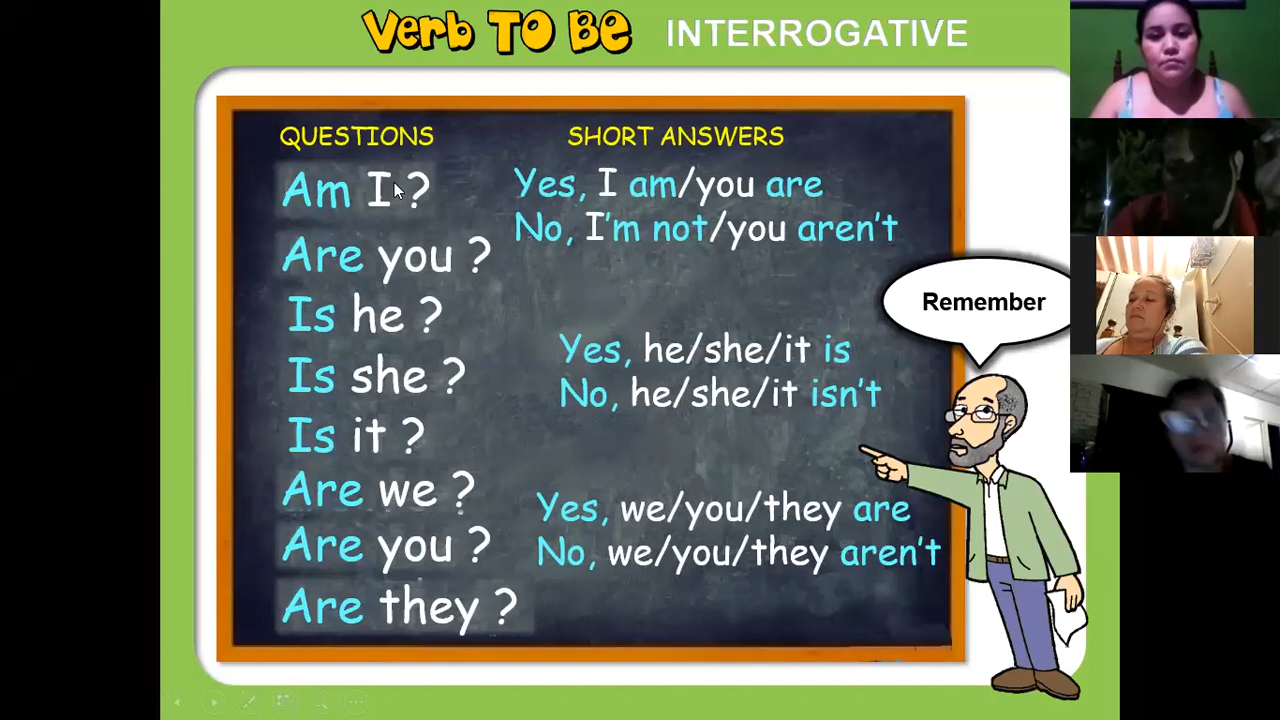 Verb TO BE INTERROGATIVE
QUESTIONS
SHORT ANSWERS
Am I ?
Yes, I am/you are
No, I'm not/you aren't
Are you ?
Is he ?
Is she ?
Is it ?
Yes, he/she/it is
No, he/she/it isn't
Are we ?
Are you ?
Are they ?
Yes, we/you/they are
No, we/you/they aren't
Remember